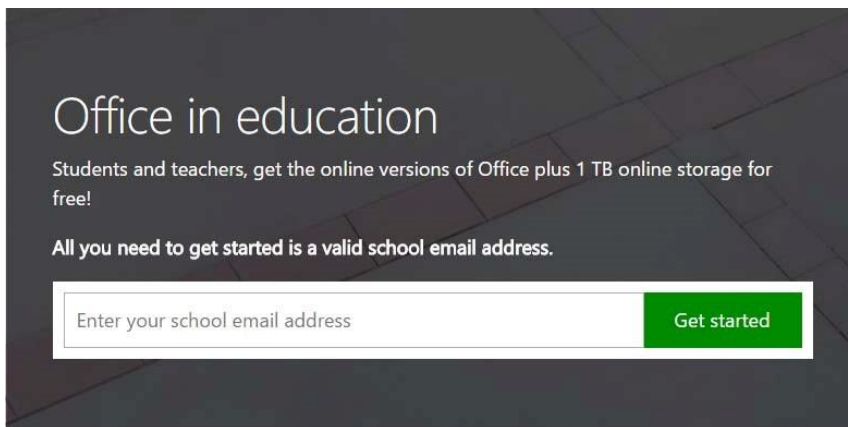 Office in education
Students and teachers, get the online versions of Office plus 1 TB online storage for
free!
All you need to get started is a valid school email address.
Enter your school email address
Get started